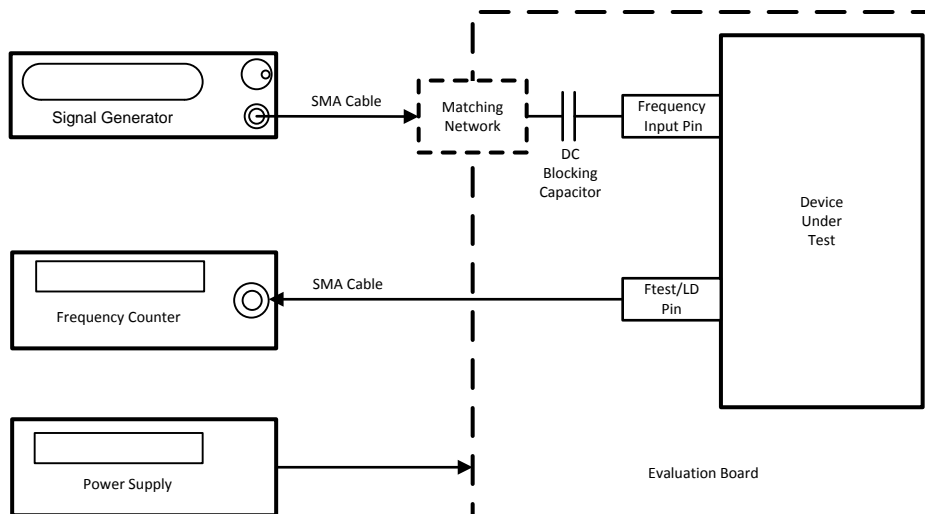 Signal Generator
SMA Cable
Matching
Network
DC
Blocking
Capacitor
Frequency
Input Pin
Device
Under
Test
Frequency Counter
SMA Cable
Ftest/LD
Pin
Power Supply
Evaluation Board